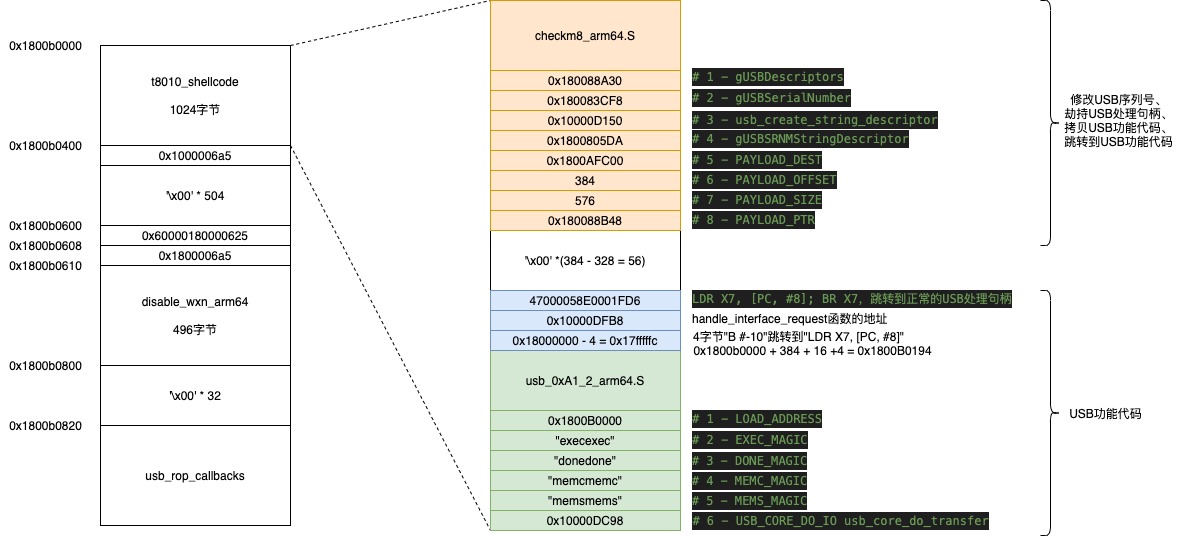 0x1800b0000
t8010_shellcode
1024字节
0x1800b0400
0x1000006a5
'\x00' * 504
0x1800b0600
0x60000180000625
0x1800b0608
0x1800006a5
0x1800b0610
disable_wxn_arm64
496字节
0x1800b0800
'\x00' * 32
0x1800b0820
usb_rop_callbacks
checkm8_arm64.S
0x180088A30
# 1 – gUSBDescriptors
0x180083CF8
# 2 – gUSBSerialNumber
0x10000D150
# 3 – usb_create_string_descriptor
0x1800805DA
# 4 – gUSBSRNMStringDescriptor
0x1800AFC00
# 5 – PAYLOAD_DEST
384
# 6 – PAYLOAD_OFFSET
576
# 7 – PAYLOAD_SIZE
0x180088B48
# 8 – PAYLOAD_PTR
'\x00' *(384 - 328 = 56)
47000058E0001FD6
LDR X7, [PC, #8]; BR X7, 跳转到正常的USB处理句柄
0x10000DFB8
handle_interface_request函数的地址
0x18000000 - 4 = 0x17fffffc
4字节"B #-10"跳转到"LDR X7, [PC, #8]"
0x1800b0000 + 384 + 16 +4 = 0x1800B0194
usb_0xA1_2_arm64.S
0x1800B0000
# 1 – LOAD_ADDRESS
"execexec"
# 2 – EXEC_MAGIC
"donedone"
# 3 – DONE_MAGIC
"memcmemc"
# 4 – MEMC_MAGIC
"memsmems"
# 5 – MEMS_MAGIC
0x10000DC98
# 6 – USB_CORE_DO_IO usb_core_do_transfer
修改USB序列号、
劫持USB处理句柄、
拷贝USB功能代码、
跳转到USB功能代码
USB功能代码